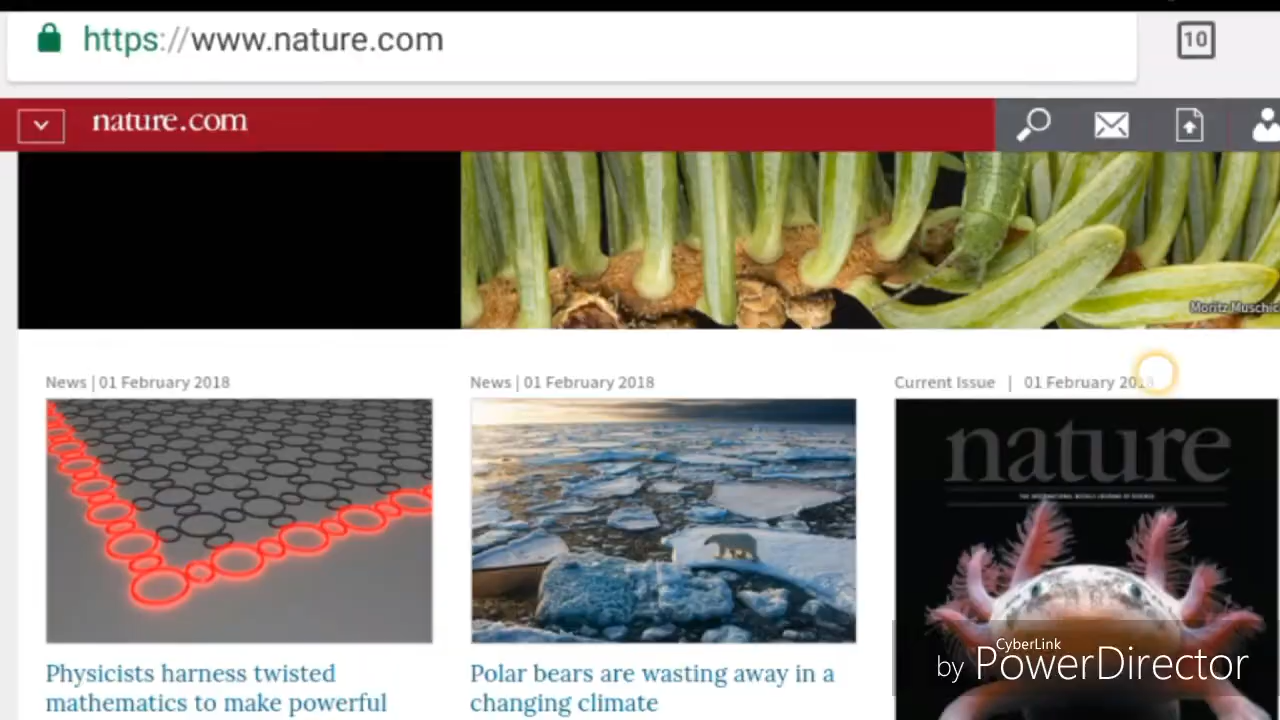 https://www.nature.com
10
nature.com
News | 01 February 2018
News | 01 February 2018
Current Issue | 01 February 2018
nature
Physicists harness twisted
mathematics to make powerful
Polar bears are wasting away in a
changing climate
CyberLink
by PowerDirector